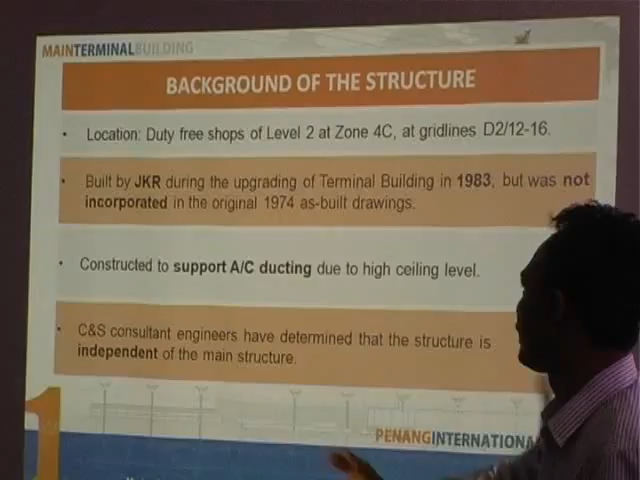 MAINTERMINALBUILDING
BACKGROUND OF THE STRUCTURE
• Location: Duty free shops of Level 2 at Zone 4C, at gridlines D2/12-16.
• Built by JKR during the upgrading of Terminal Building in 1983, but was not
incorporated in the original 1974 as-built drawings.
• Constructed to support A/C ducting due to high ceiling level.
• C&S consultant engineers have determined that the structure is
independent of the main structure.
1
PENANGINTERNATIONA